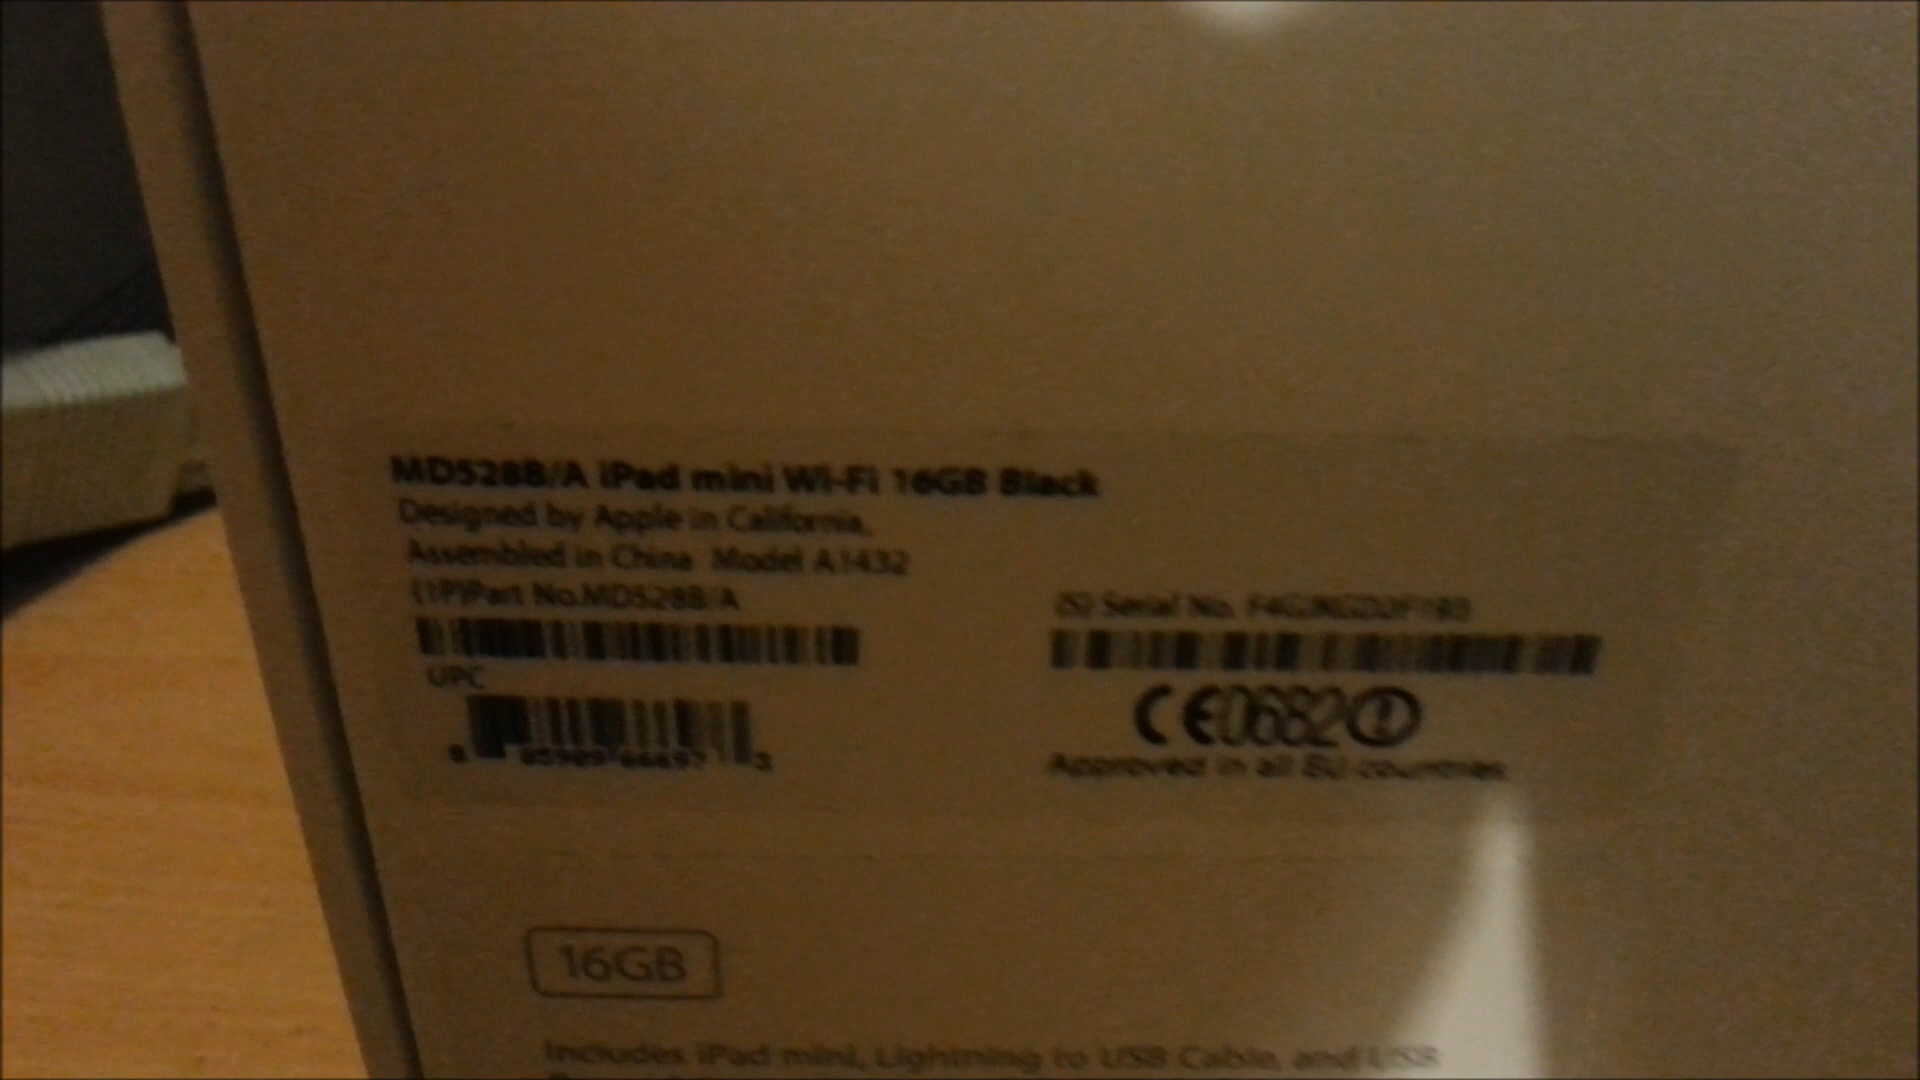 MD528B/A iPad mini Wi-Fi 16GB Black
Designed by Apple in California,
Assembled in China Model A1432
(1P)Part No.MD528B/A
(S) Serial No.
UPC
CE0682
Approved in all EU countries
16GB
Includes iPad mini, Lightning to USB Cable, and USB